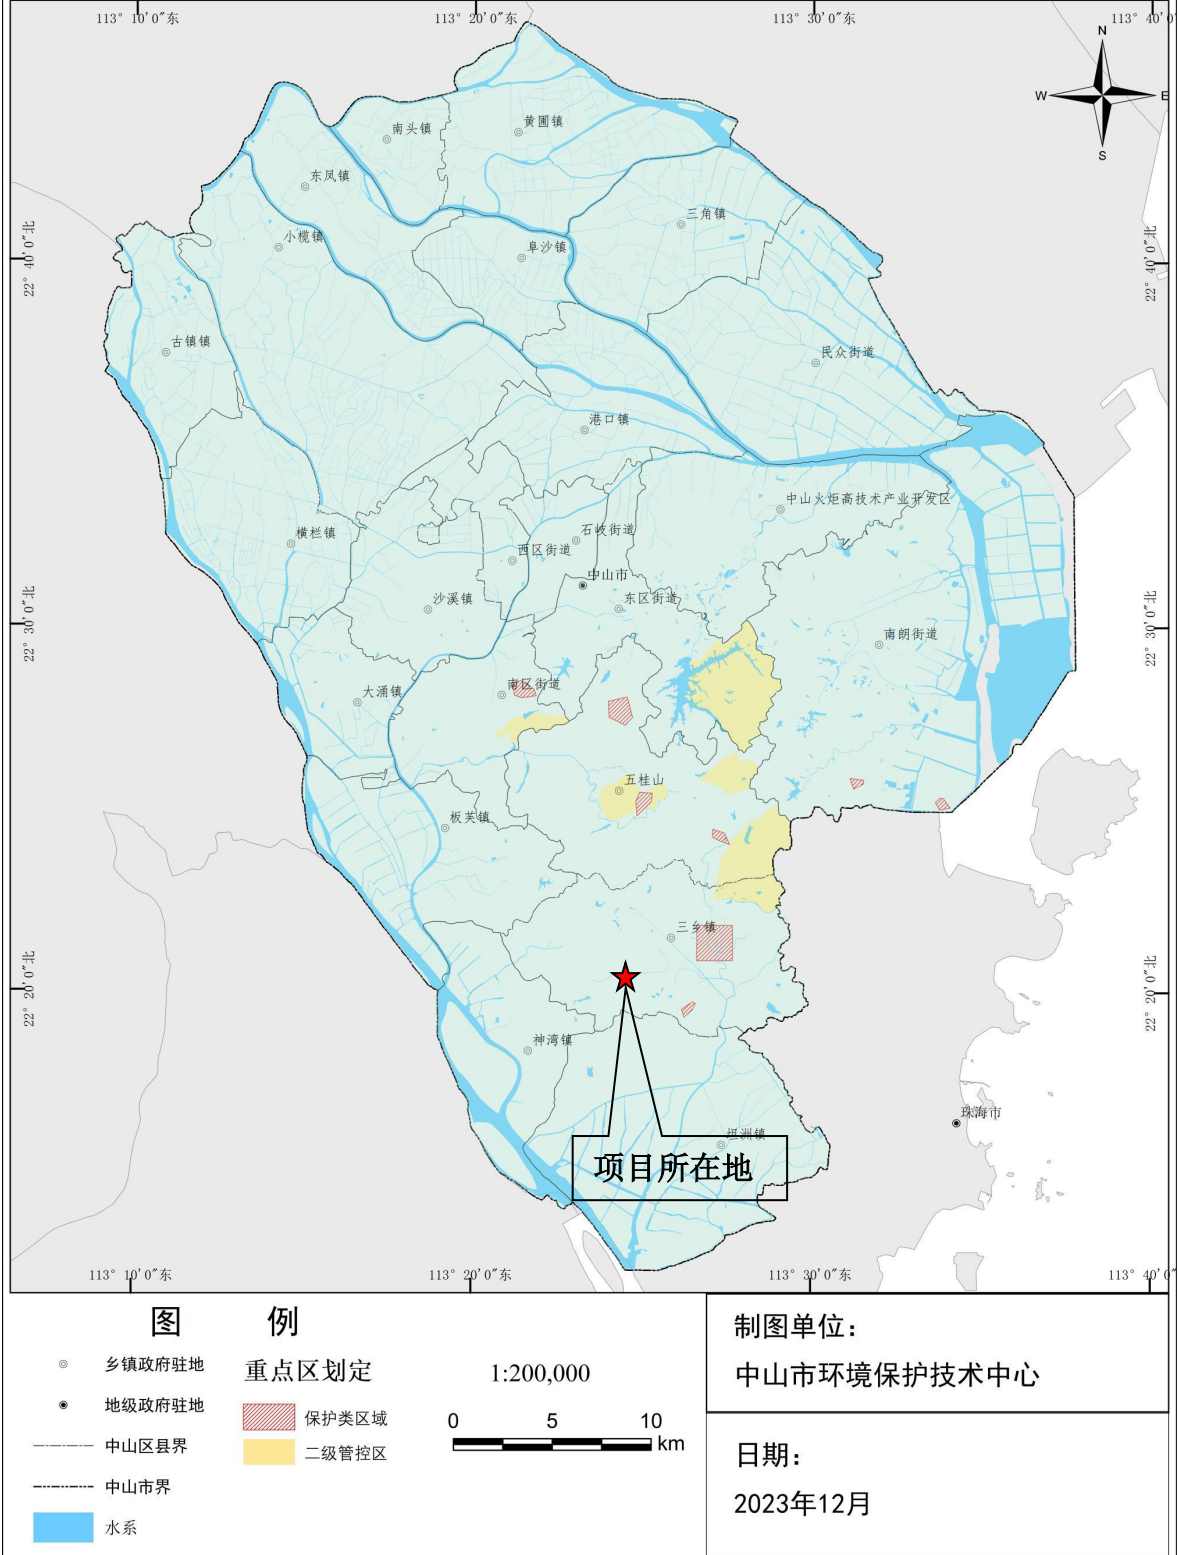 113° 10′0″东
113° 20′0″东
113° 30′0″东
113° 40′0
N
W
E
S
黄圃镇
南头镇
东凤镇
三角镇
22° 40′0″北
小榄镇
阜沙镇
22° 40′0″北
古镇镇
民众街道
港口镇
中山火炬高技术产业开发区
横栏镇
石岐街道
西区街道
中山市
沙溪镇
东区街道
22° 30′0″北
22° 30′0″北
南朗街道
大涌镇
南区街道
五桂山
板芙镇
三乡镇
22° 20′0″北
22° 20′0″北
神湾镇
珠海市
坦洲镇
项目所在地
113° 10′0″东
113° 20′0″东
113° 30′0″东
113° 40′0″
图 例
乡镇政府驻地
地级政府驻地
中山区县界
中山市界
水系
重点区划定
保护类区域
二级管控区
1:200,000
0 5 10
km
制图单位：
中山市环境保护技术中心
日期：
2023年12月